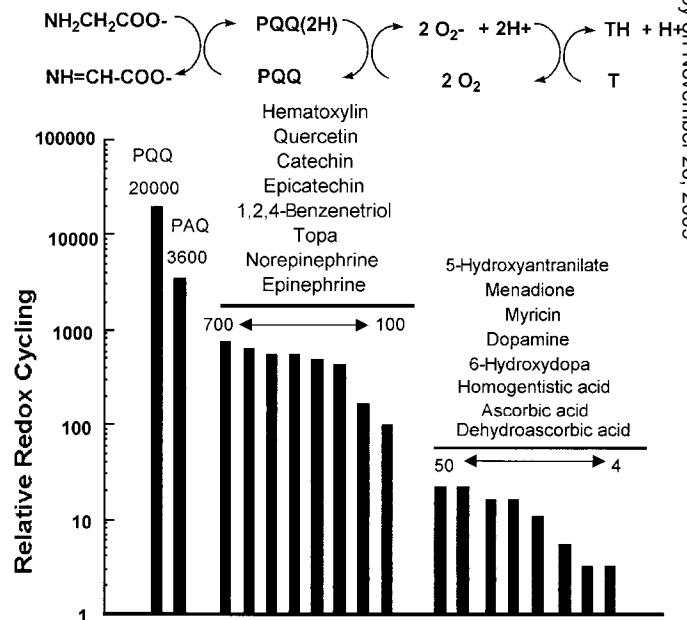 NH2CH2COO- PQQ(2H) 2 O2- + 2H+ TH + H+
NH=CH-COO- PQQ 2 O2 T
Hematoxylin
Quercetin
Catechin
Epicatechin
1,2,4-Benzenetriol
Topa
Norepinephrine
Epinephrine
700 100
PQQ
20000
PAQ
3600
5-Hydroxyantranilate
Menadione
Myricin
Dopamine
6-Hydroxydopa
Homogentistic acid
Ascorbic acid
Dehydroascorbic acid
50 4
Relative Redox Cycling
100000
10000
1000
100
10
1